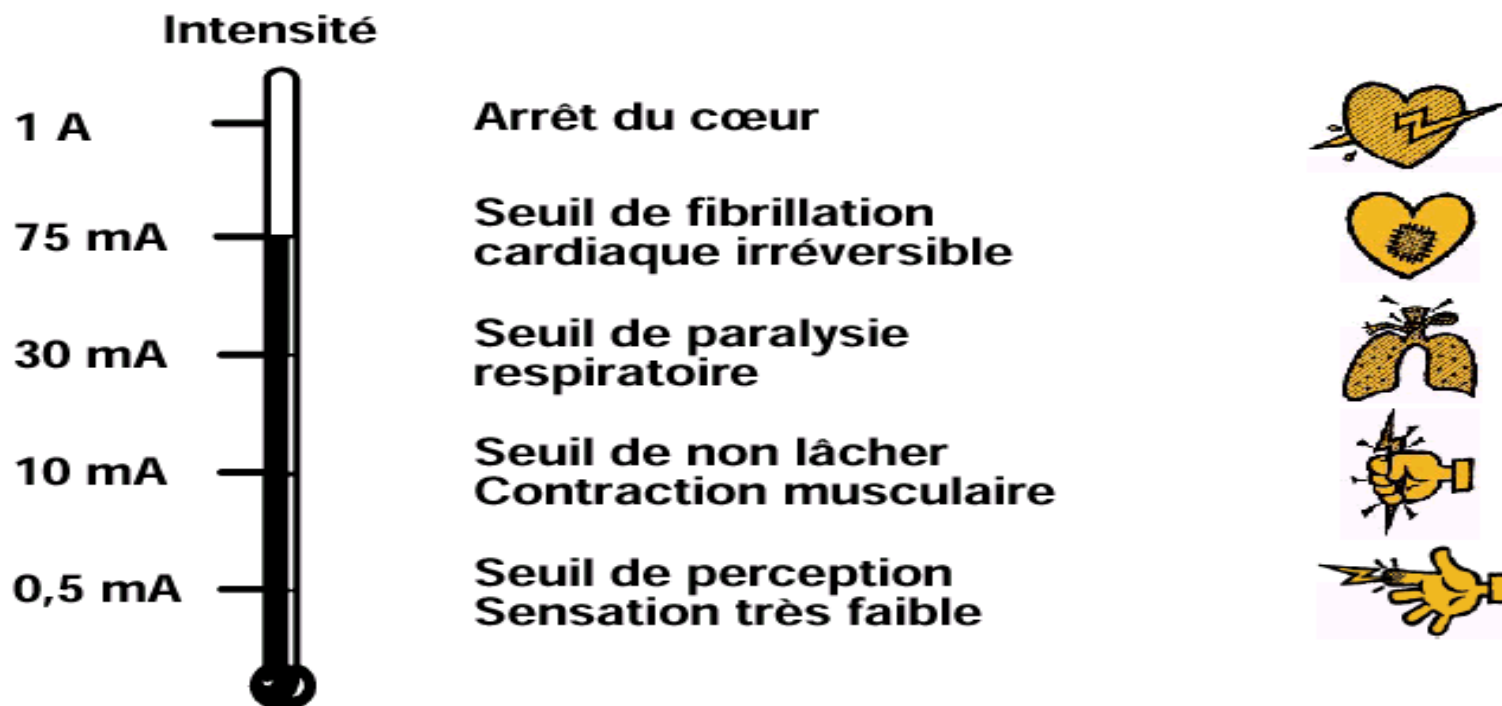 Intensité
1 A
Arrêt du cœur
75 mA
Seuil de fibrillation
cardiaque irréversible
30 mA
Seuil de paralysie
respiratoire
10 mA
Seuil de non lâcher
Contraction musculaire
0,5 mA
Seuil de perception
Sensation très faible